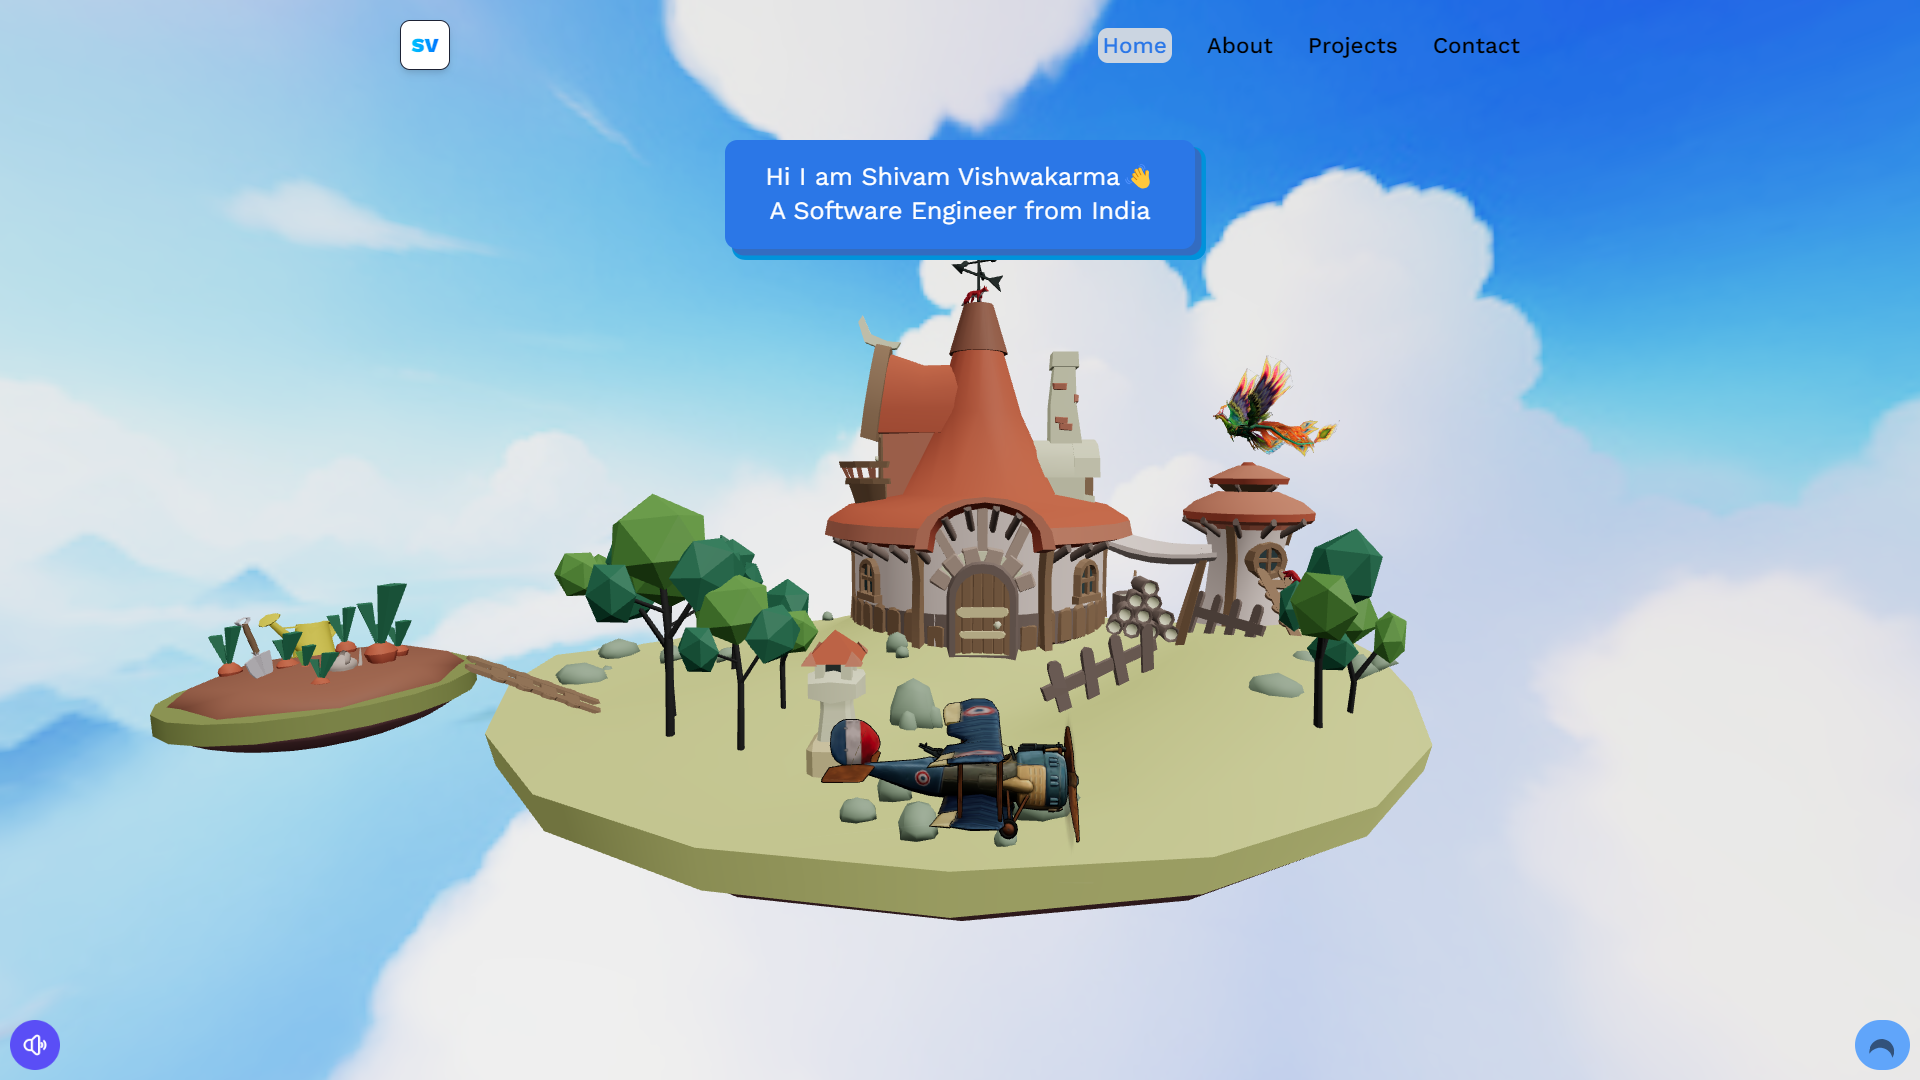 SV
Home
About
Projects
Contact
Hi I am Shivam Vishwakarma 👋
A Software Engineer from India